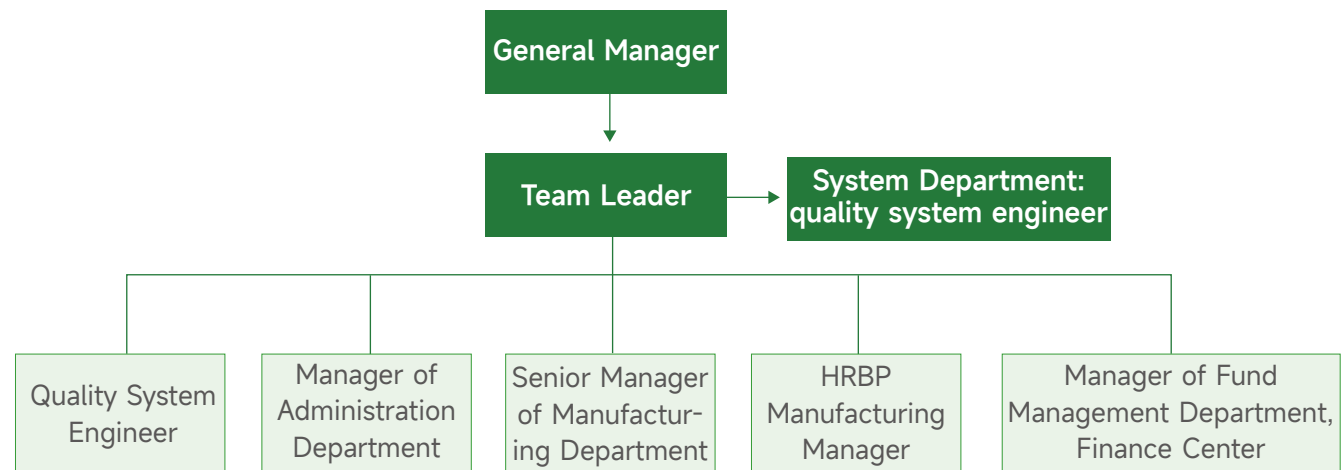 General Manager
Team Leader
System Department:
quality system engineer
Quality System
Engineer
Manager of
Administration
Department
Senior Manager
of Manufactur-
ing Department
HRBP
Manufacturing
Manager
Manager of Fund
Management Department,
Finance Center